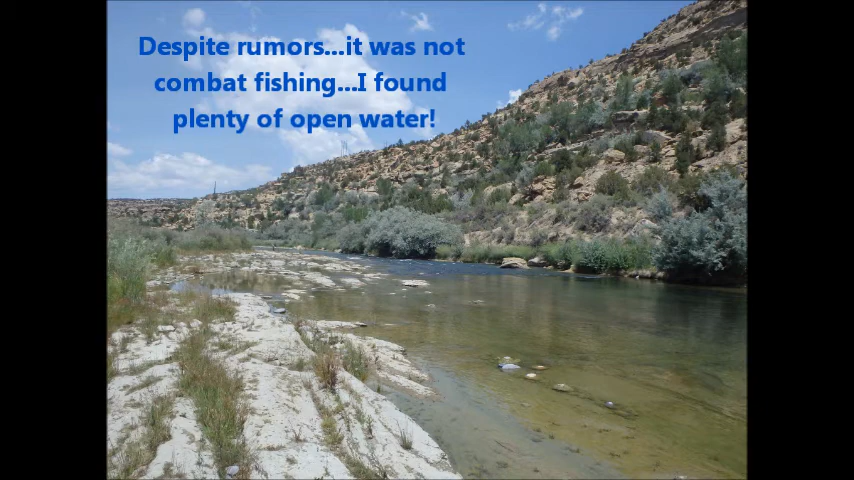 Despite rumors...it was not
combat fishing...I found
plenty of open water!